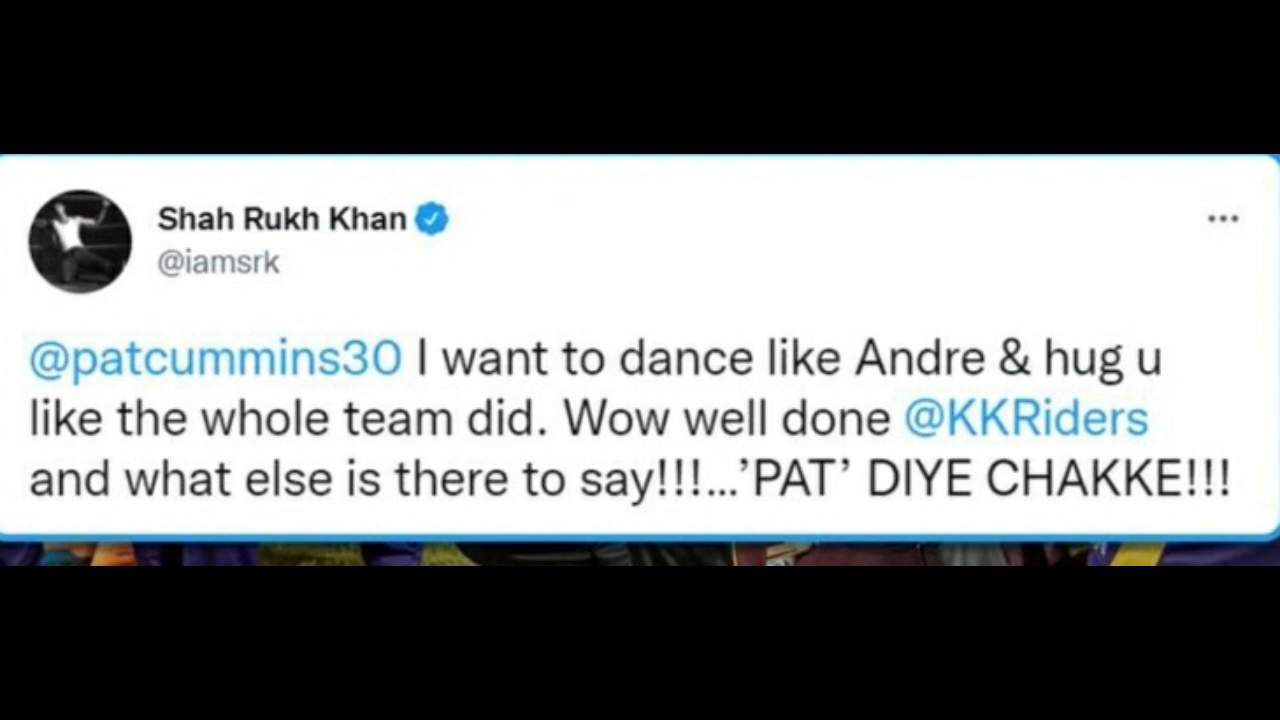 Shah Rukh Khan
@iamsrk
@patcummins30 I want to dance like Andre & hug u
like the whole team did. Wow well done @KKRiders
and what else is there to say!!!...’PAT’ DIYE CHAKKE!!!